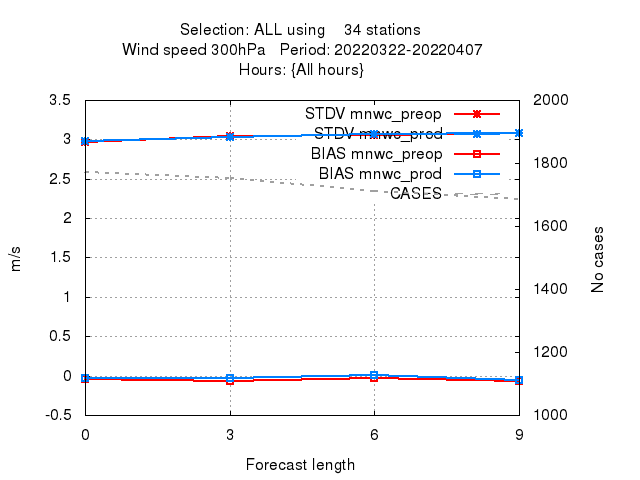 Selection: ALL using 34 stations
Wind speed 300hPa Period: 20220322-20220407
Hours: {All hours}
3.5
3
2.5
2
1.5
1
0.5
0
-0.5
2000
1800
1600
1400
1200
1000
STDV mnwc_preop
STDV mnwc_prod
BIAS mnwc_preop
BIAS mnwc_prod
CASES
m/s
No cases
0 3 6 9
Forecast length